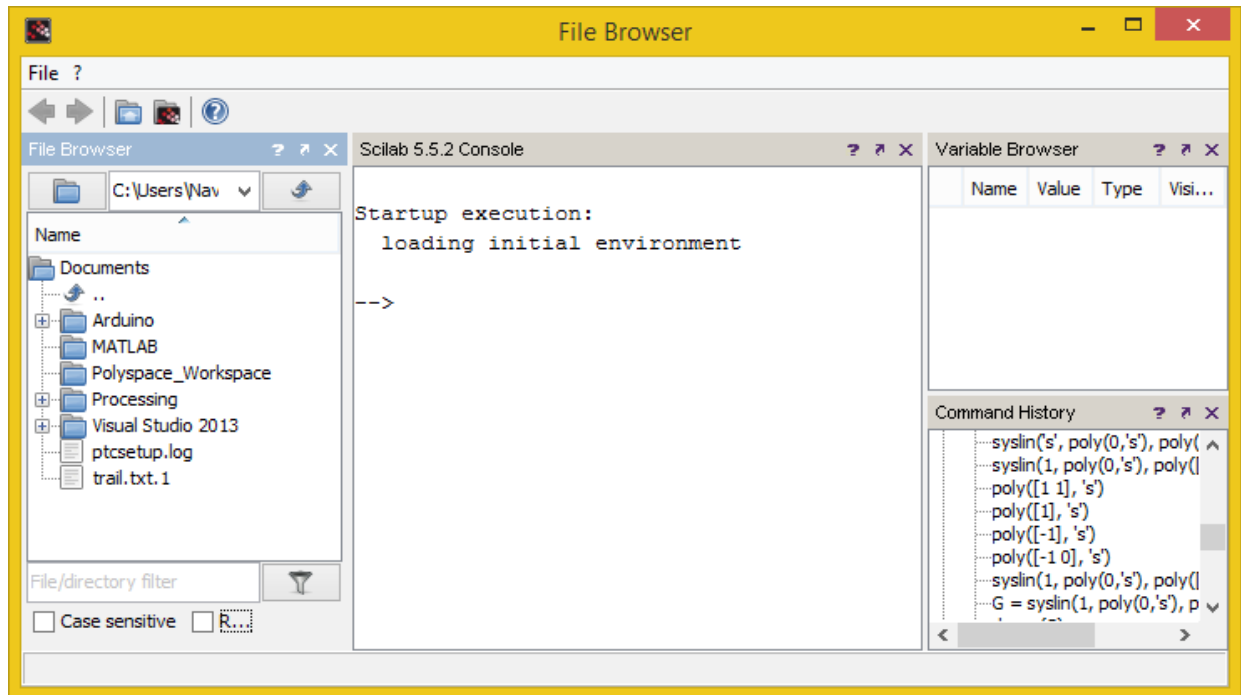 File Browser
File ?
File Browser
C:\Users\Nav
Name
Documents
..
Arduino
MATLAB
Polyspace_Workspace
Processing
Visual Studio 2013
ptcsetup.log
trail.txt.1
File/directory filter
Case sensitive R...
Scilab 5.5.2 Console
Startup execution:
loading initial environment
-->
Variable Browser
Name Value Type Visi...
Command History
syslin('s', poly(0,'s'), poly(
syslin(1, poly(0,'s'), poly([
poly([1 1], 's')
poly([1], 's')
poly([-1], 's')
poly([-1 0], 's')
syslin(1, poly(0,'s'), poly([
G = syslin(1, poly(0,'s'), p